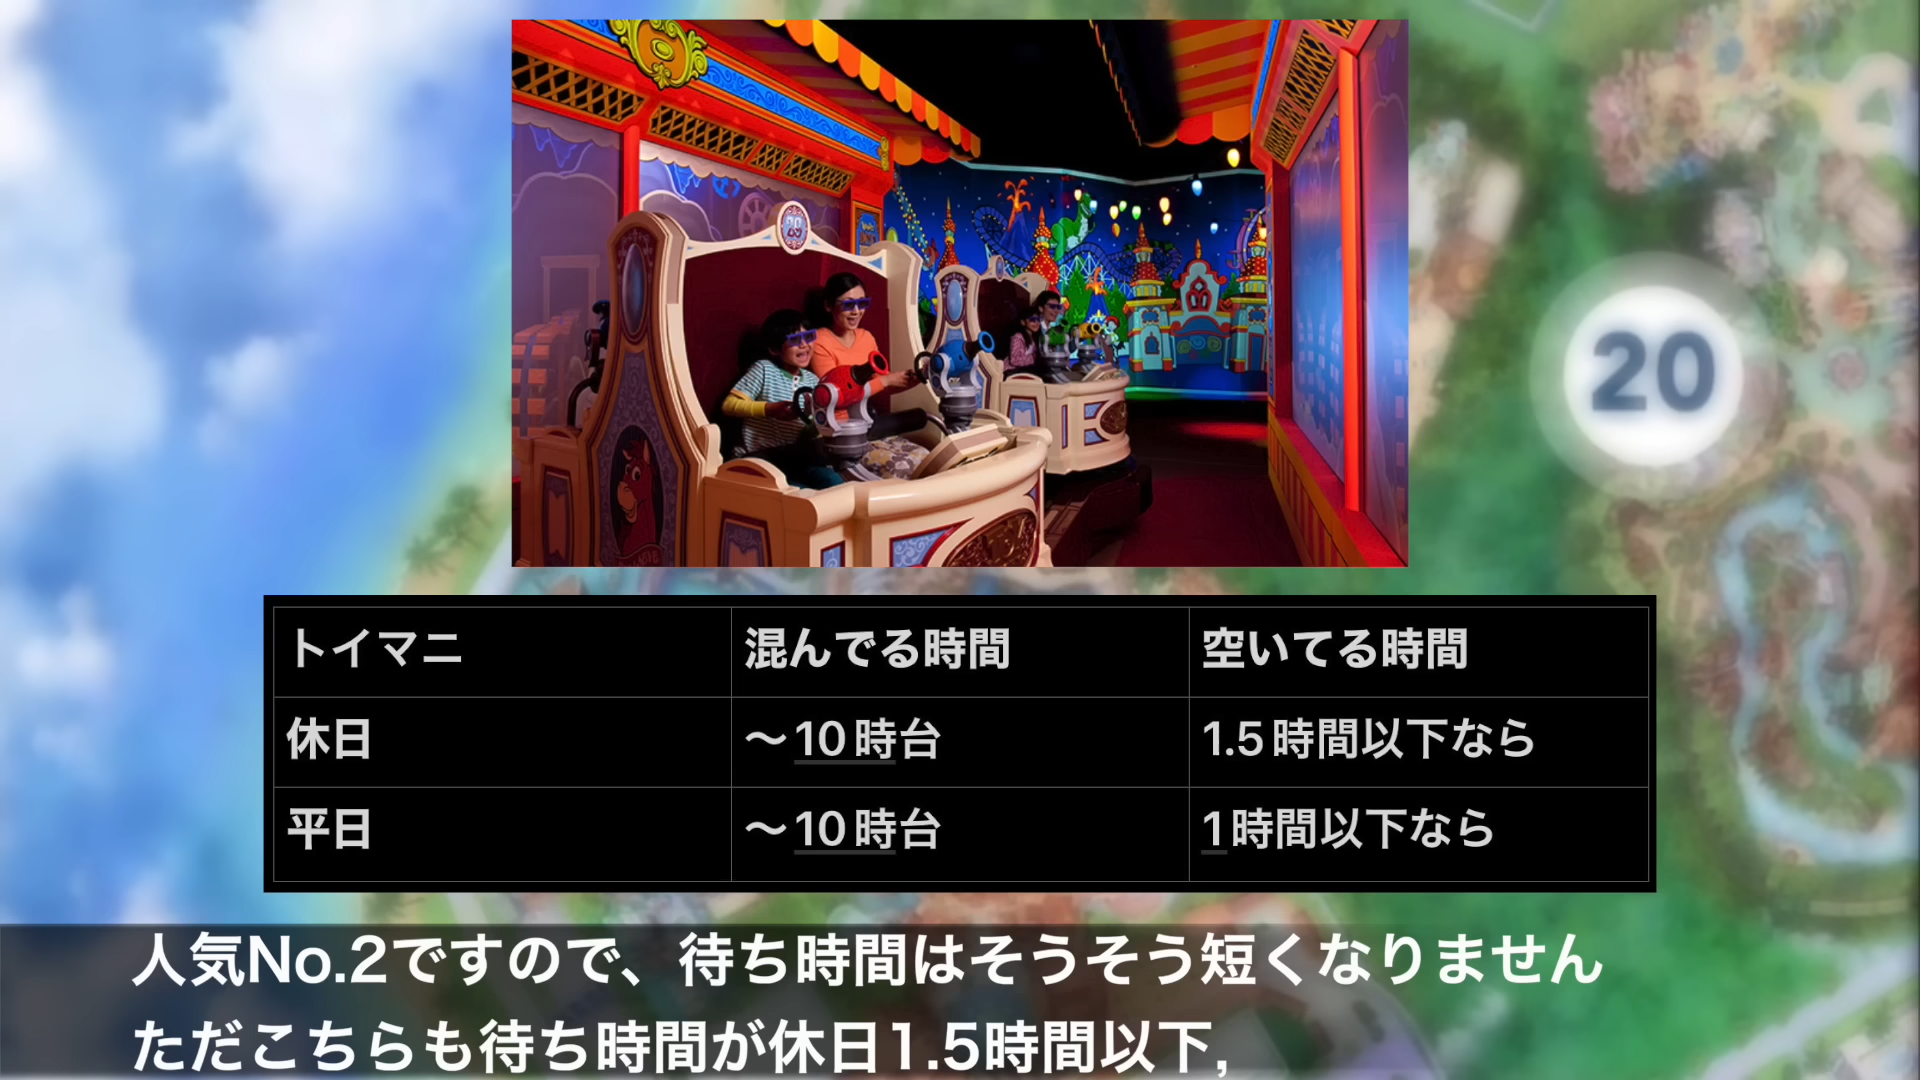 29
20
トイマニ 混んでる時間 空いてる時間
休日 〜10時台 1.5時間以下なら
平日 〜10時台 1時間以下なら
人気No.2ですので、待ち時間はそうそう短くなりません
ただこちらも待ち時間が休日1.5時間以下,